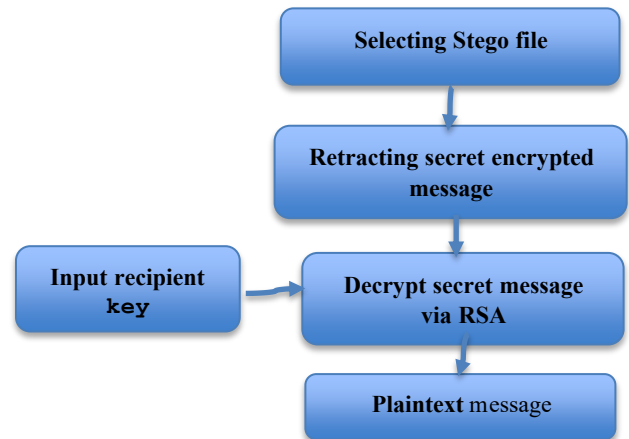 Selecting Stego file
Retracting secret encrypted
message
Input recipient
key
Decrypt secret message
via RSA
Plaintext message